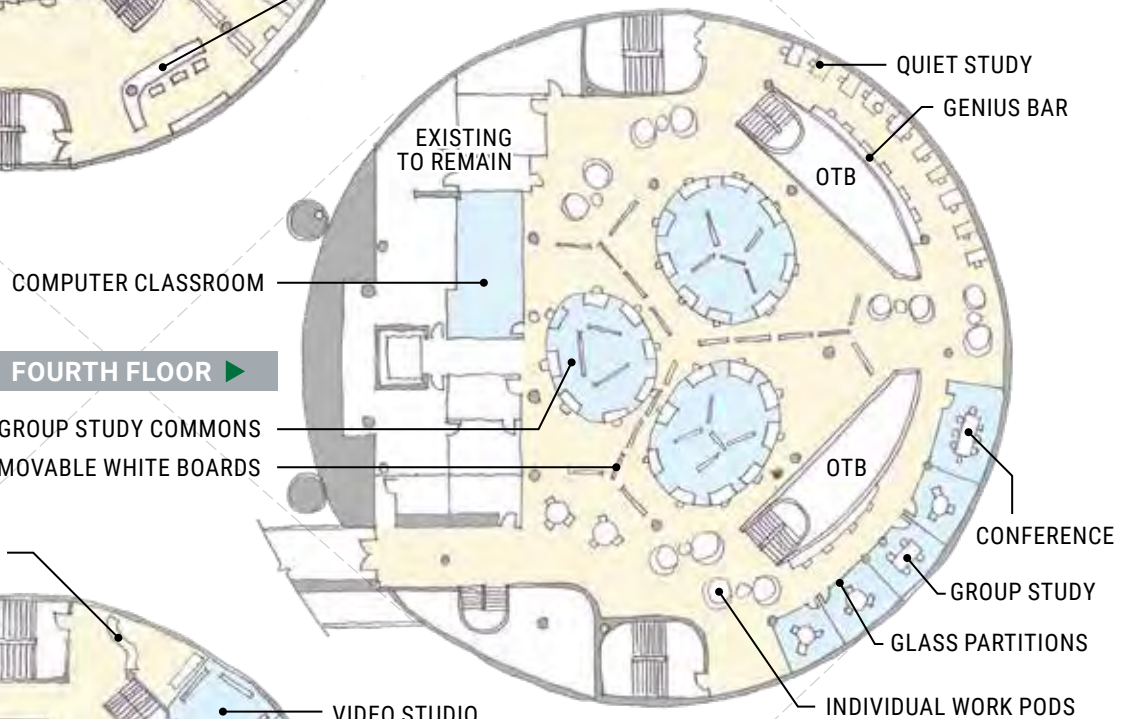 QUIET STUDY
GENIUS BAR
EXISTING
TO REMAIN
OTB
COMPUTER CLASSROOM
FOURTH FLOOR
GROUP STUDY COMMONS
MOVABLE WHITE BOARDS
OTB
CONFERENCE
GROUP STUDY
GLASS PARTITIONS
INDIVIDUAL WORK PODS
VIDEO STUDIO